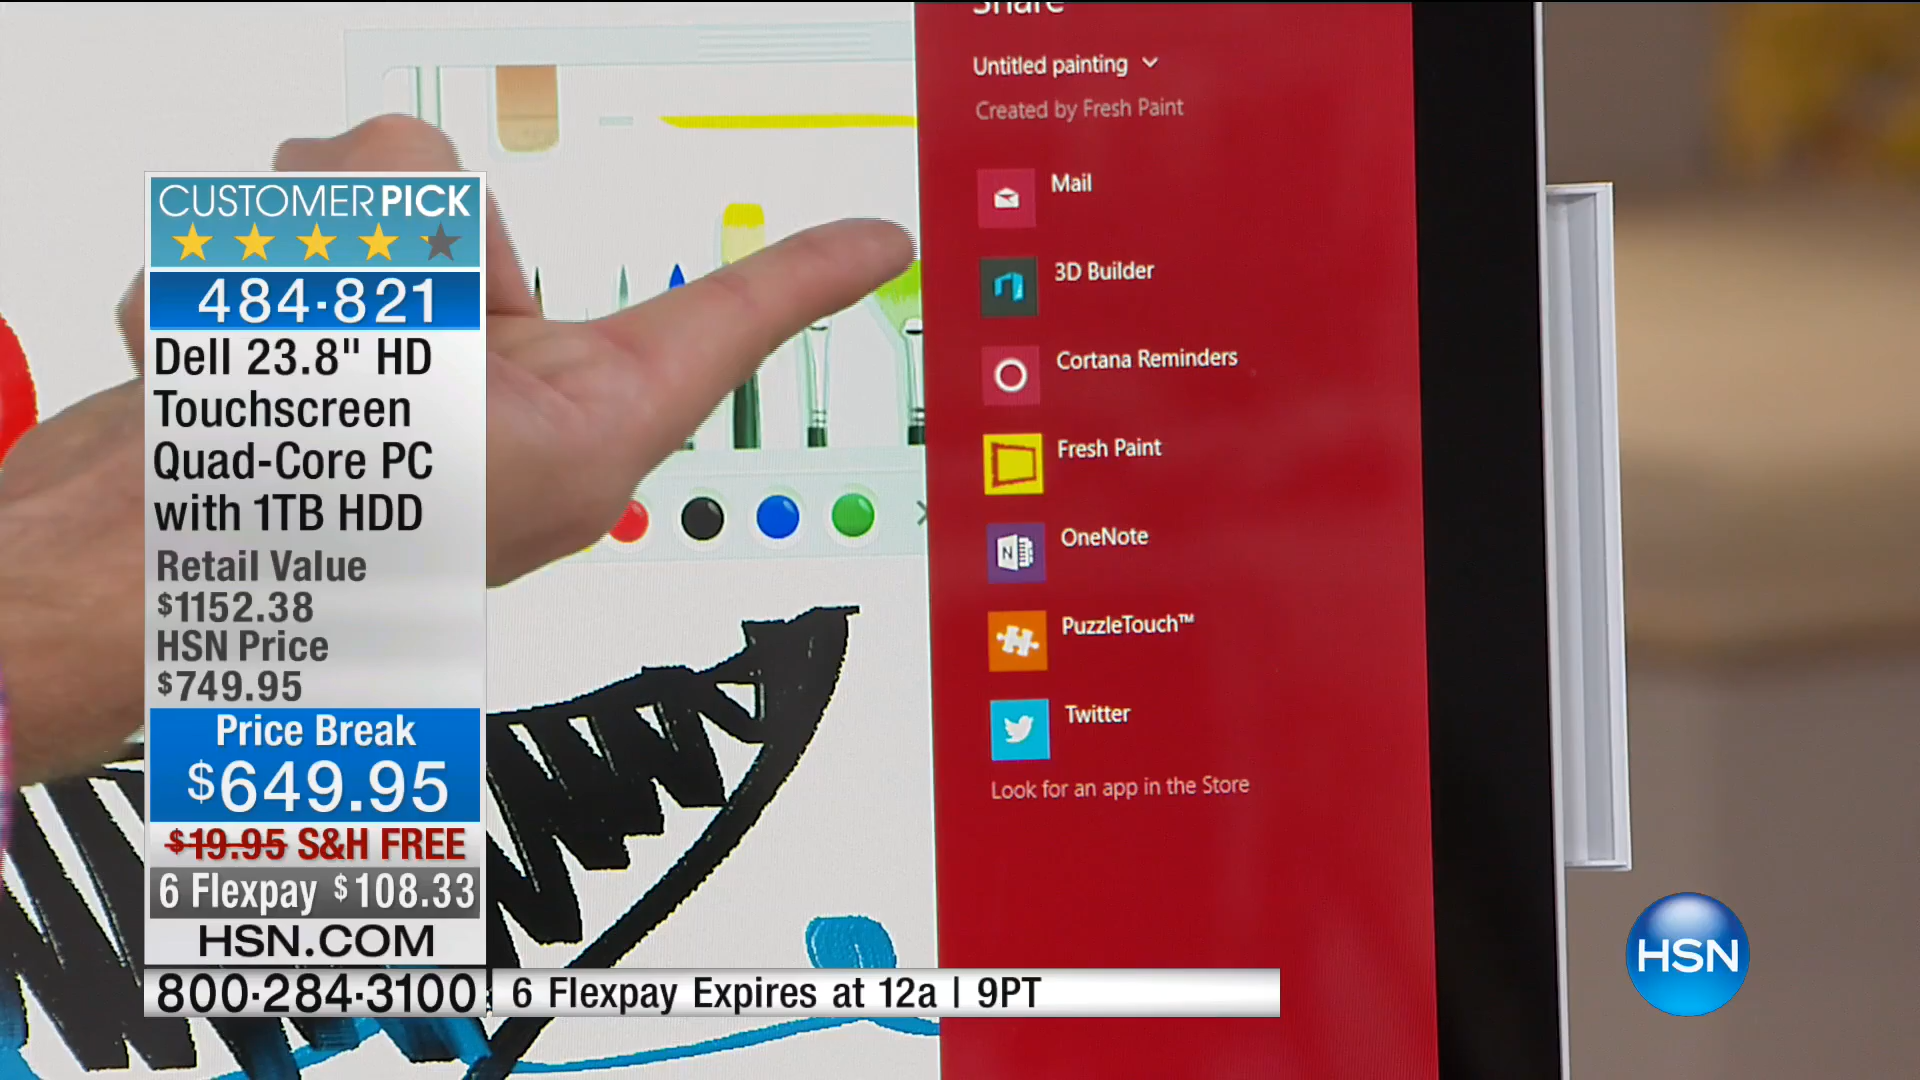 CUSTOMER PICK
484-821
Dell 23.8" HD
Touchscreen
Quad-Core PC
with 1TB HDD
Retail Value
$1152.38
HSN Price
$749.95
Price Break
$649.95
$19.95 S&H FREE
6 Flexpay $108.33
HSN.COM
800·284·3100
6 Flexpay Expires at 12a | 9PT
Share
Untitled painting
Created by Fresh Paint
Mail
3D Builder
Cortana Reminders
Fresh Paint
N
OneNote
PuzzleTouch™
Twitter
Look for an app in the Store
HSN